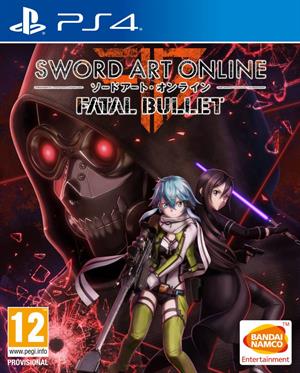 PS4
SWORD ART ONLINE
ソードアート・オンライン
FATAL BULLET
12
www.pegi.info
PROVISIONAL
BANDAI
NAMCO
Entertainment